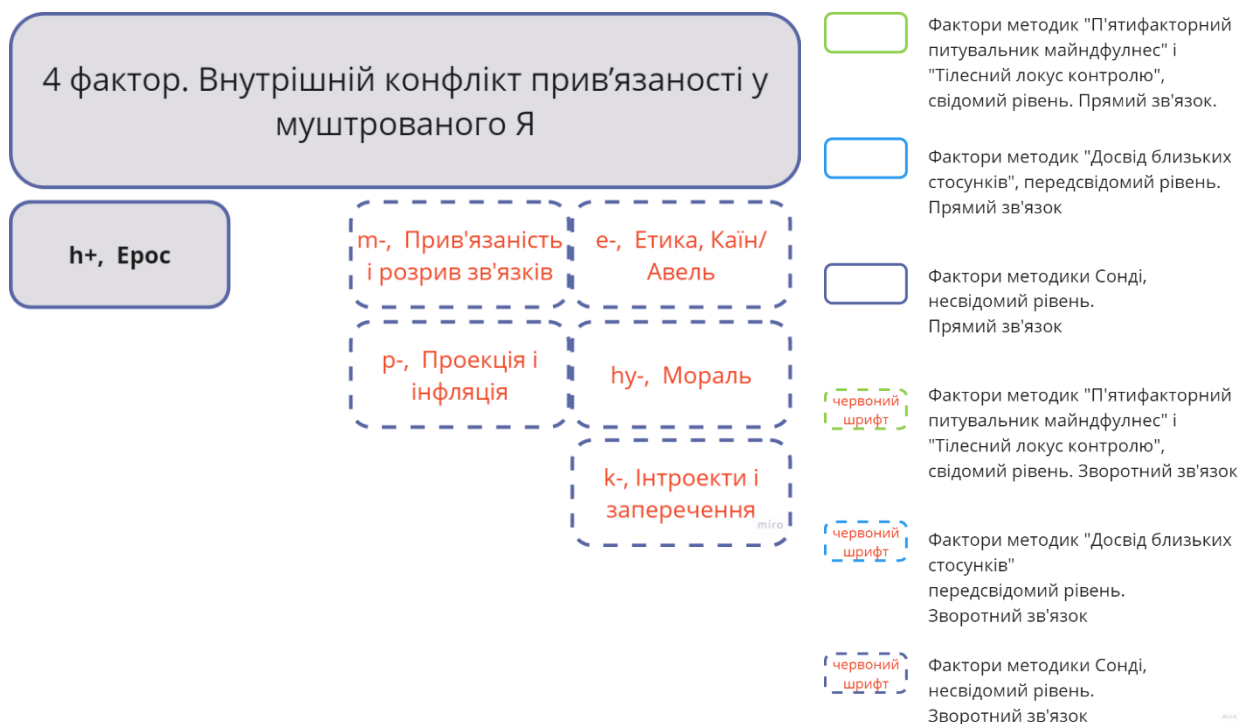 4 фактор. Внутрішній конфлікт прив’язаності у
муштрованого Я
h+, Ерос
m-, Прив'язаність
і розрив зв'язків
e-, Етика, Каїн/
Авель
p-, Проекція і
інфляція
hy-, Мораль
k-, Інтроекти і
заперечення
miro
Фактори методик "П'ятифакторний
питувальник майндфулнес" і
"Тілесний локус контролю",
свідомий рівень. Прямий зв'язок.
Фактори методик "Досвід близьких
стосунків", передсвідомий рівень.
Прямий зв'язок
Фактори методики Сонді,
несвідомий рівень.
Прямий зв'язок
червоний
шрифт
Фактори методик "П'ятифакторний
питувальник майндфулнес" і
"Тілесний локус контролю",
свідомий рівень. Зворотний зв'язок
червоний
шрифт
Фактори методик "Досвід близьких
стосунків"
передсвідомий рівень.
Зворотний зв'язок
червоний
шрифт
Фактори методики Сонді,
несвідомий рівень.
Зворотний зв'язок
miro